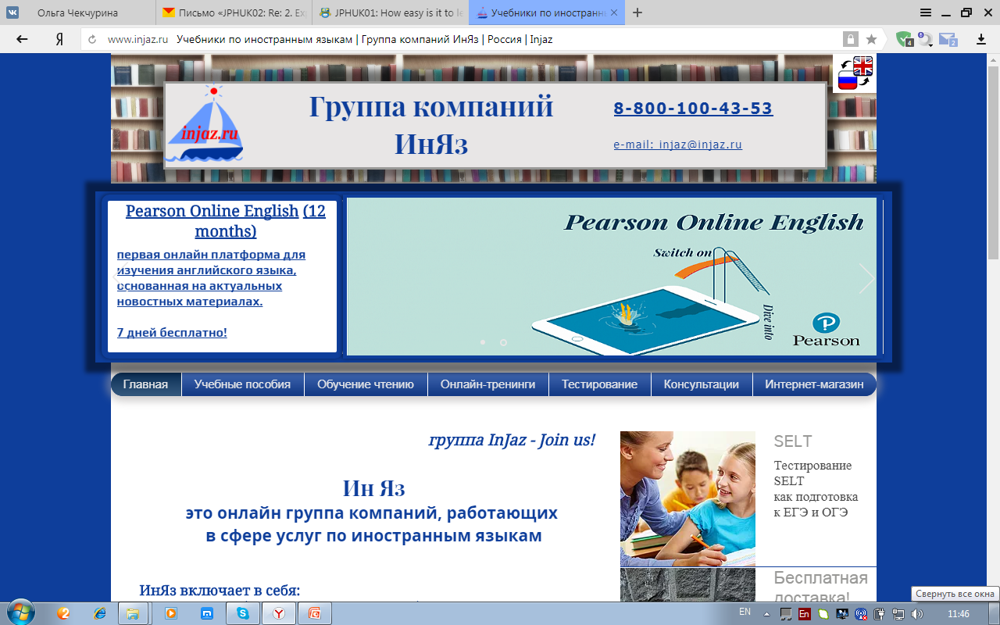 Ольга Чекчурина
Письмо «JPHUK02: Re: 2. Ex
JPHUK01: How easy is it to le
Учебники по иностранн
www.injaz.ru Учебники по иностранным языкам | Группа компаний ИнЯз | Россия | Injaz
4
2
injaz.ru
Группа компаний
ИнЯз
8-800-100-43-53
e-mail: injaz@injaz.ru
Pearson Online English (12
months)
первая онлайн платформа для
изучения английского языка,
основанная на актуальных
новостных материалах.
7 дней бесплатно!
Pearson Online English
Switch on
Dive into
Pearson
Главная
Учебные пособия
Обучение чтению
Онлайн-тренинги
Тестирование
Консультации
Интернет-магазин
группа InJaz - Join us!
Ин Яз
это онлайн группа компаний, работающих
в сфере услуг по иностранным языкам
ИнЯз включает в себя:
SELT
Тестирование
SELT
как подготовка
к ЕГЭ и ОГЭ
Бесплатная
доставка!
Свернуть все окна
EN
En
11:46